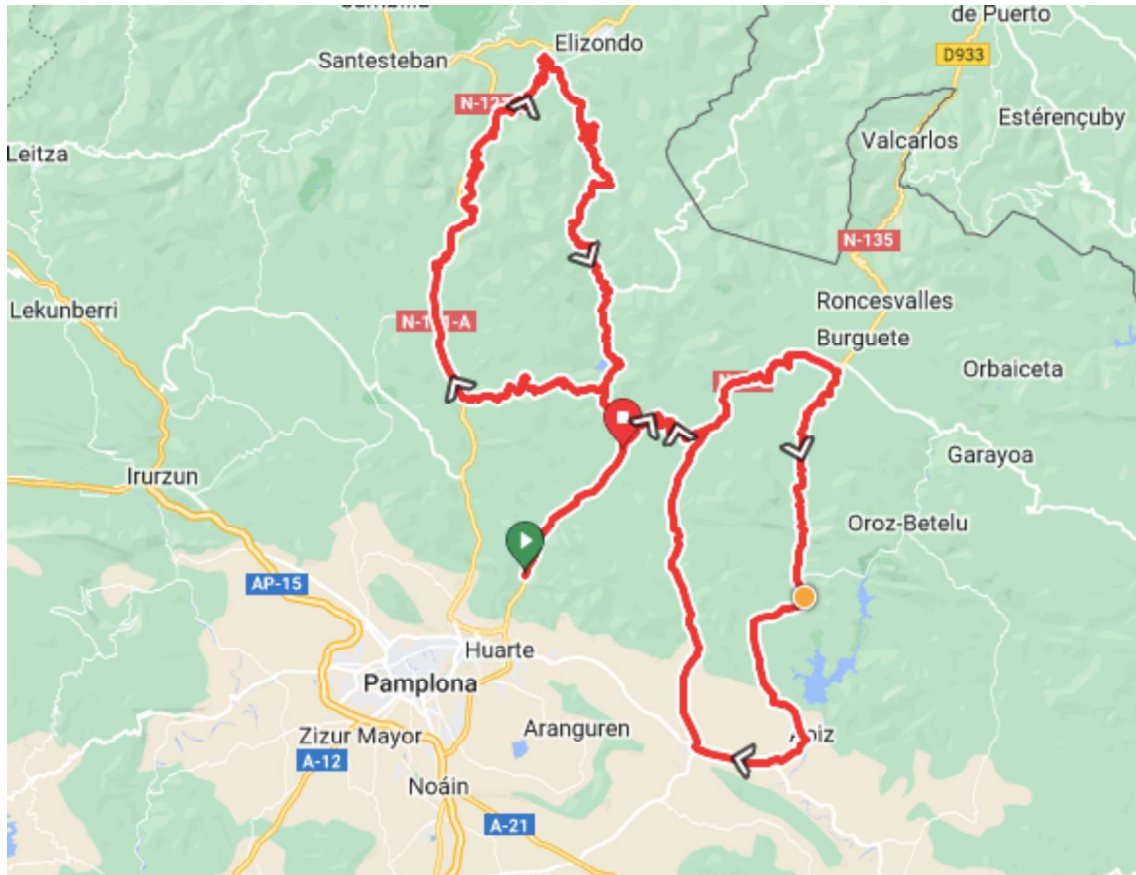 de Puerto
Elizondo
Santesteban
D933
Estérençuby
Valcarlos
Leitza
N-135
Roncesvalles
Lekunberri
Burguete
Orbaiceta
Garayoa
Irurzun
Oroz-Betelu
AP-15
Huarte
Pamplona
Aranguren
Zizur Mayor
A-12
Noáin
A-21